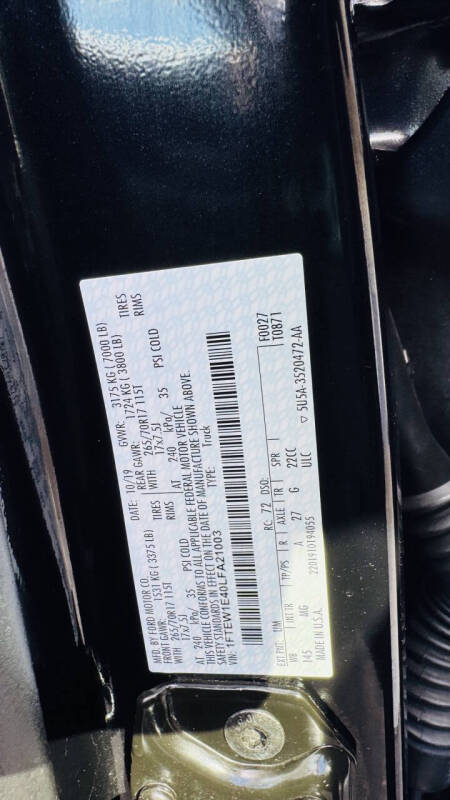 MFD. BY FORD MOTOR CO. DATE: 10/19 GVWR: 3175 KG ( 7000 LB)
FRONT GAWR: 1531 KG (3375 LB) REAR GAWR: 1724 KG ( 3800 LB)
265/70R17 115T TIRES WITH 265/70R17 115T TIRES
17x7.5J RIMS 17x7.5J RIMS
AT 240 kPa/ 35 PSI COLD AT 240 kPa/ 35 PSI COLD
THIS VEHICLE CONFORMS TO ALL APPLICABLE FEDERAL MOTOR VEHICLE
SAFETY STANDARDS IN EFFECT ON THE DATE OF MANUFACTURE SHOWN ABOVE.
VIN: 1FTEW1E40LFA21003 TYPE: Truck
F0027
T0871
EXT PNT: RC: 72 DSO:
WB INT TR TP/PS R AXLE TR SPR
145 MG A 27 G 22CC
ULC
MADE IN U.S.A. 2201910194055 ▽ 5U5A-3520472-AA